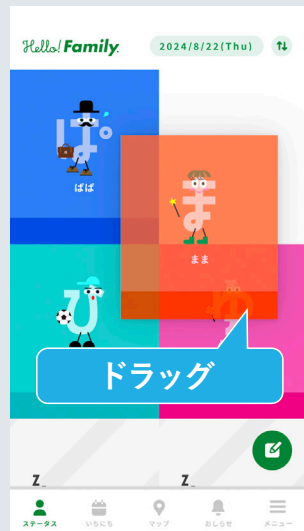 Hello! Family.
2024/8/22(Thu)
ぱ
ぱぱ
ま
まま
ぴ
ゆ
ドラッグ
Z
Z
ステータス
いちにち
マップ
おしらせ
メニュー